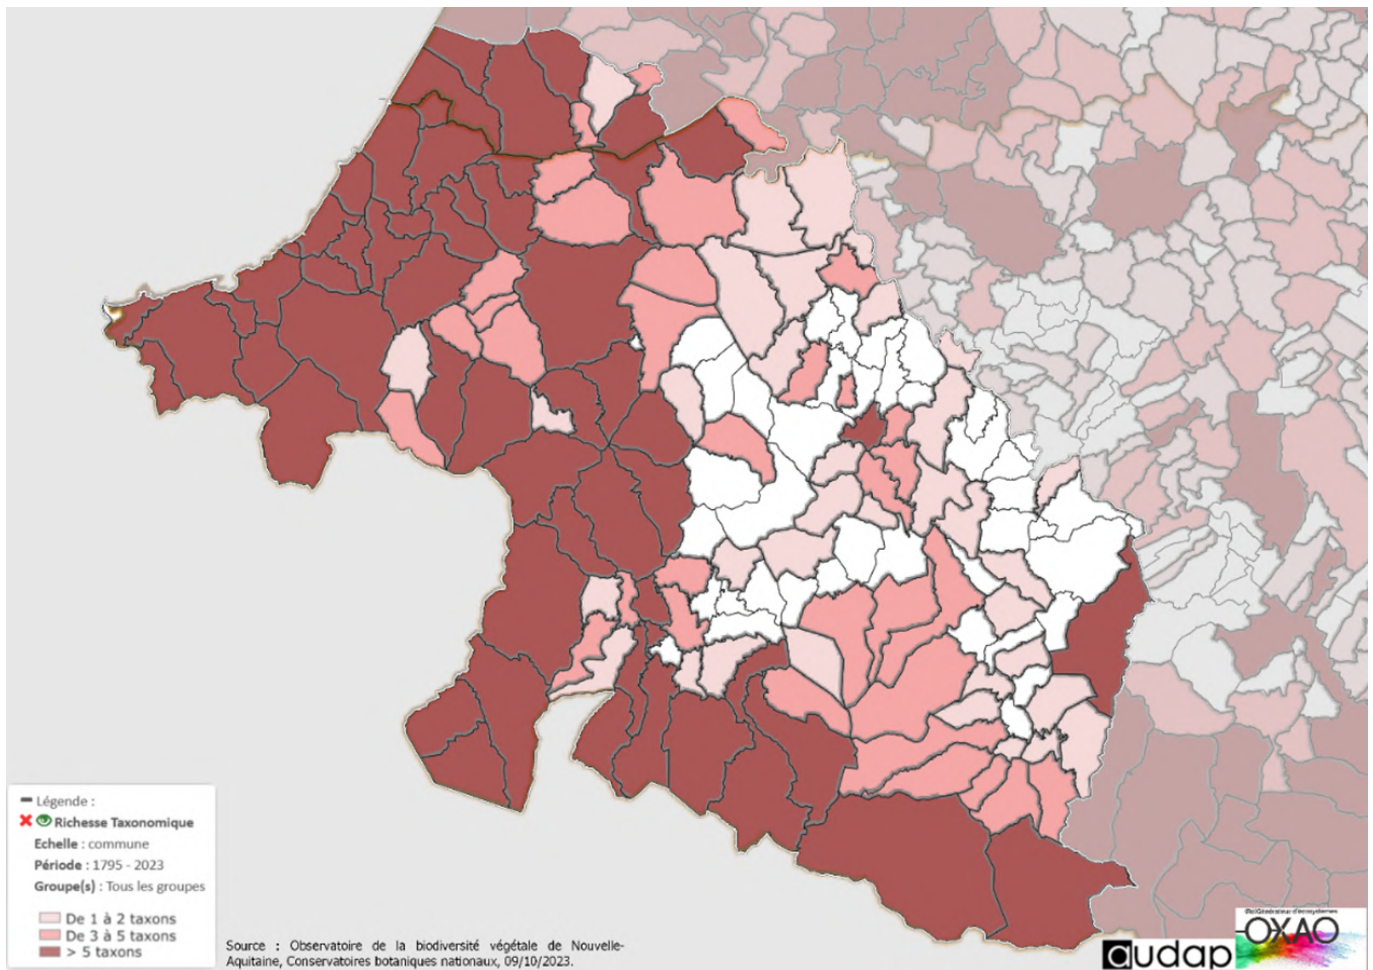 Légende :
Richesse Taxonomique
Echelle : commune
Période : 1795 - 2023
Groupe(s) : Tous les groupes
De 1 à 2 taxons
De 3 à 5 taxons
> 5 taxons
Source : Observatoire de la biodiversité végétale de Nouvelle-
Aquitaine, Conservatoires botaniques nationaux, 09/10/2023.
audap
OXAO